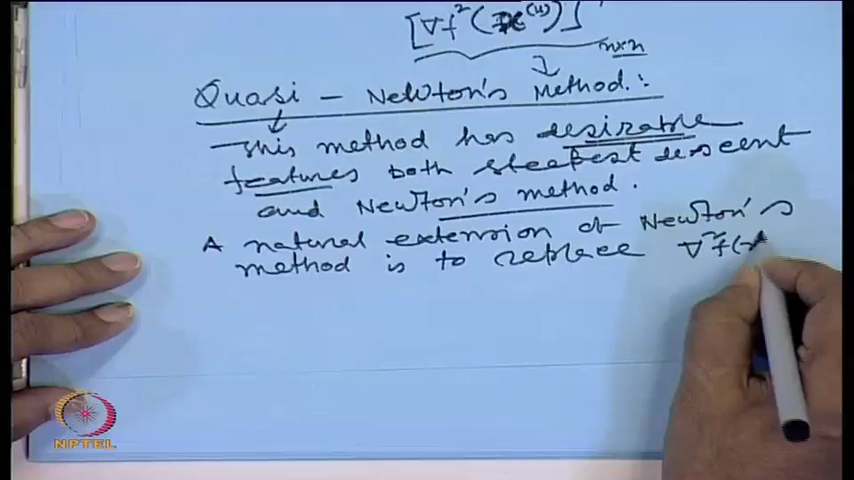 [∇f²(x⁽ᵏ⁾)]
n×n
Quasi - Newton's Method:
This method has desirable
features both steepest descent
and Newton's method.
A natural extension of Newton's
method is to replace ∇²f(x
NPTEL